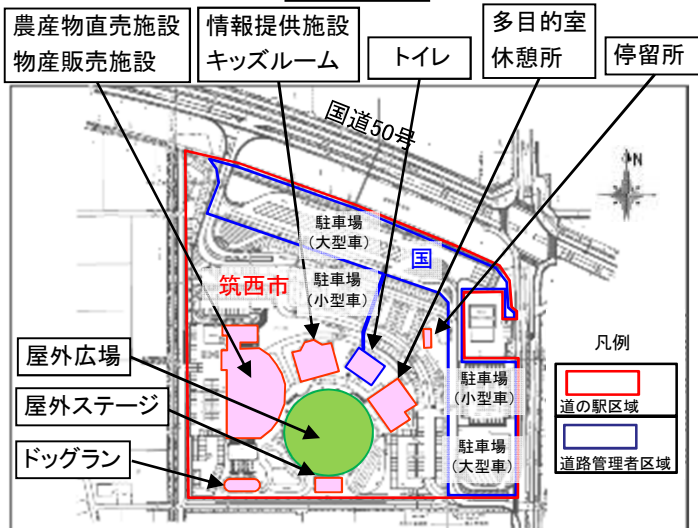 農産物直売施設
物産販売施設
情報提供施設
キッズルーム
トイレ
多目的室
休憩所
停留所
国道50号
N
駐車場
(大型車)
国
駐車場
(小型車)
筑西市
屋外広場
屋外ステージ
ドッグラン
駐車場
(小型車)
駐車場
(大型車)
凡例
道の駅区域
道路管理者区域